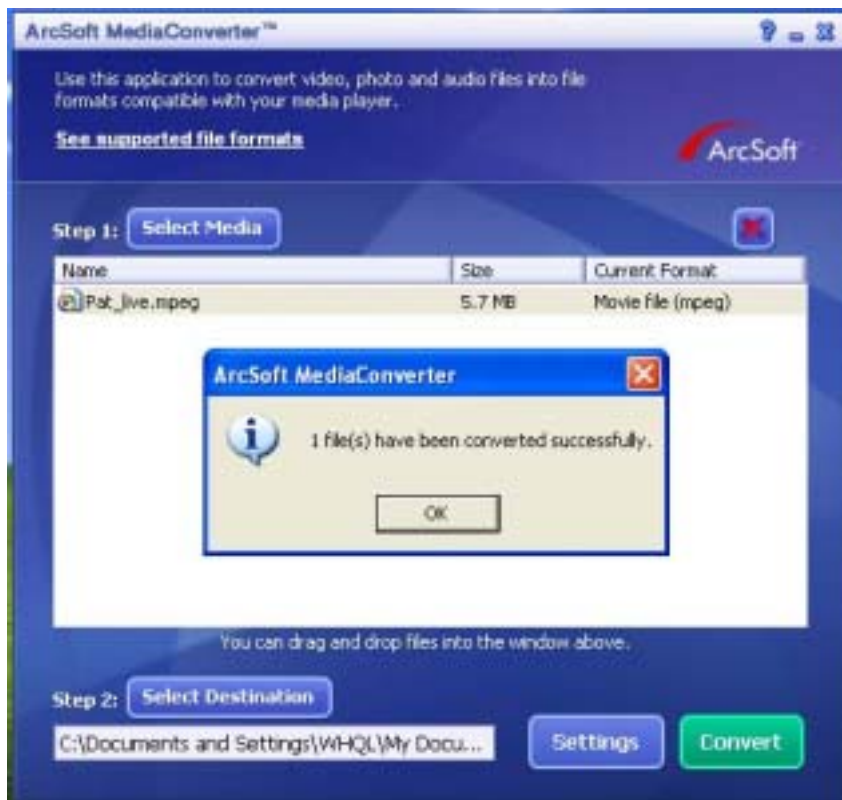 ArcSoft MediaConverter™
Use this application to convert video, photo and audio files into file
formats compatible with your media player.
See supported file formats
ArcSoft
Step 1: Select Media
Name Size Current Format
Pat_live.mpeg 5.7 MB Movie file (mpeg)
ArcSoft MediaConverter
1 file(s) have been converted successfully.
OK
You can drag and drop files into the window above.
Step 2: Select Destination
C:\Documents and Settings\WHQL\My Docu...
Settings
Convert